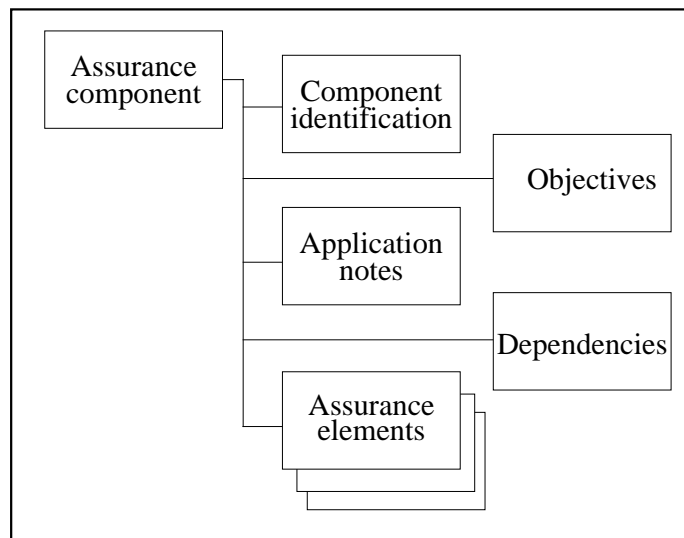 Assurance
component
Component
identification
Objectives
Application
notes
Dependencies
Assurance
elements